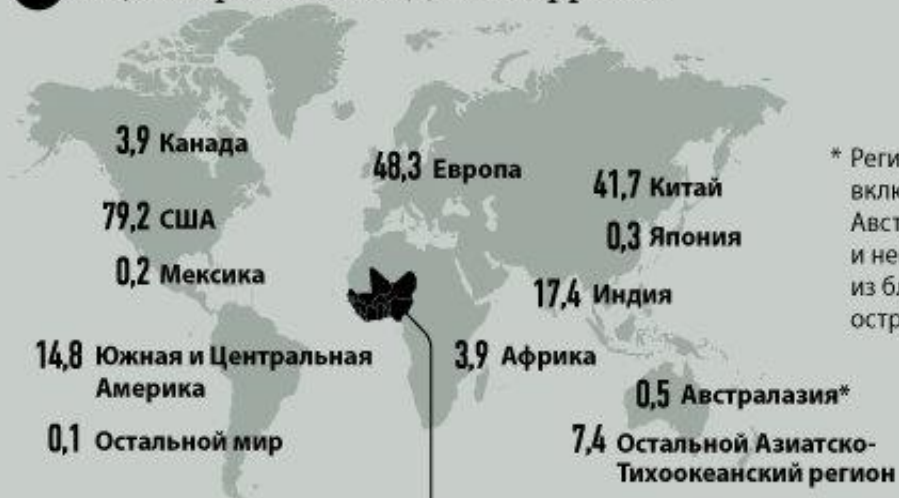 3,9 Канада
48,3 Европа
41,7 Китай
79,2 США
0,3 Япония
0,2 Мексика
17,4 Индия
14,8 Южная и Центральная
Америка
3,9 Африка
0,5 Австралазия*
0,1 Остальной мир
7,4 Остальной Азиатско-
Тихоокеанский регион
*
и не
из